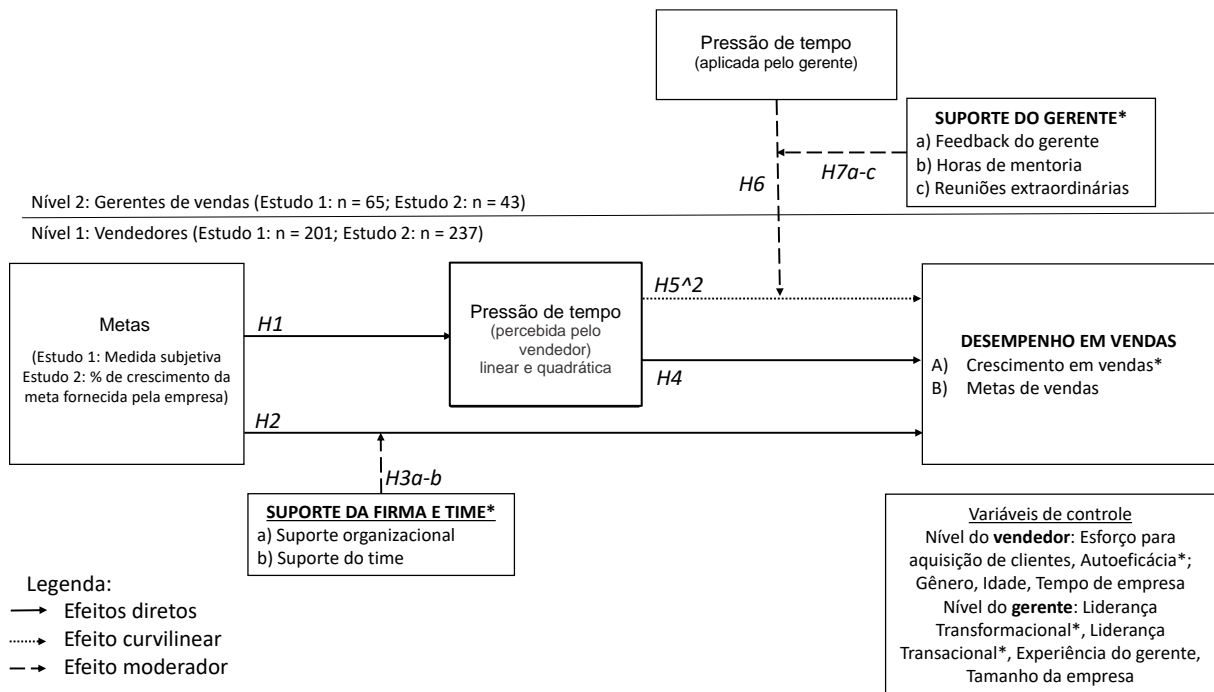 Pressão de tempo
(aplicada pelo gerente)
SUPORTE DO GERENTE*
a) Feedback do gerente
b) Horas de mentoria
c) Reuniões extraordinárias
H6
H7a-c
Nível 2: Gerentes de vendas (Estudo 1: n = 65; Estudo 2: n = 43)
Nível 1: Vendedores (Estudo 1: n = 201; Estudo 2: n = 237)
Metas
(Estudo 1: Medida subjetiva
Estudo 2: % de crescimento da
meta fornecida pela empresa)
H1
H2
Pressão de tempo
(percebida pelo
vendedor)
linear e quadrática
H5^2
H4
DESEMPENHO EM VENDAS
A) Crescimento em vendas*
B) Metas de vendas
H3a-b
SUPORTE DA FIRMA E TIME*
a) Suporte organizacional
b) Suporte do time
Legenda:
Efeitos diretos
Efeito curvilinear
Efeito moderador
Variáveis de controle
Nível do vendedor: Esforço para
aquisição de clientes, Autoeficácia*;
Gênero, Idade, Tempo de empresa
Nível do gerente: Liderança
Transformacional*, Liderança
Transacional*, Experiência do gerente,
Tamanho da empresa